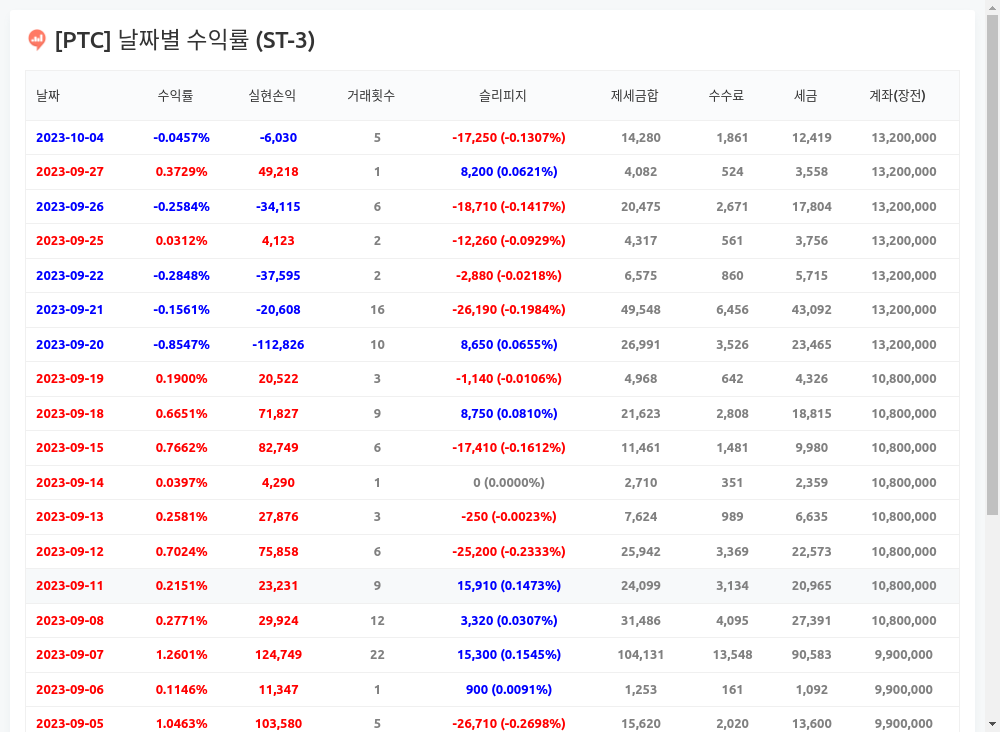 [PTC] 날짜별 수익률 (ST-3)
날짜 수익률 실현손익 거래횟수 슬리피지 제세금합 수수료 세금 계좌(장전)
2023-10-04 -0.0457% -6,030 5 -17,250 (-0.1307%) 14,280 1,861 12,419 13,200,000
2023-09-27 0.3729% 49,218 1 8,200 (0.0621%) 4,082 524 3,558 13,200,000
2023-09-26 -0.2584% -34,115 6 -18,710 (-0.1417%) 20,475 2,671 17,804 13,200,000
2023-09-25 0.0312% 4,123 2 -12,260 (-0.0929%) 4,317 561 3,756 13,200,000
2023-09-22 -0.2848% -37,595 2 -2,880 (-0.0218%) 6,575 860 5,715 13,200,000
2023-09-21 -0.1561% -20,608 16 -26,190 (-0.1984%) 49,548 6,456 43,092 13,200,000
2023-09-20 -0.8547% -112,826 10 8,650 (0.0655%) 26,991 3,526 23,465 13,200,000
2023-09-19 0.1900% 20,522 3 -1,140 (-0.0106%) 4,968 642 4,326 10,800,000
2023-09-18 0.6651% 71,827 9 8,750 (0.0810%) 21,623 2,808 18,815 10,800,000
2023-09-15 0.7662% 82,749 6 -17,410 (-0.1612%) 11,461 1,481 9,980 10,800,000
2023-09-14 0.0397% 4,290 1 0 (0.0000%) 2,710 351 2,359 10,800,000
2023-09-13 0.2581% 27,876 3 -250 (-0.0023%) 7,624 989 6,635 10,800,000
2023-09-12 0.7024% 75,858 6 -25,200 (-0.2333%) 25,942 3,369 22,573 10,800,000
2023-09-11 0.2151% 23,231 9 15,910 (0.1473%) 24,099 3,134 20,965 10,800,000
2023-09-08 0.2771% 29,924 12 3,320 (0.0307%) 31,486 4,095 27,391 10,800,000
2023-09-07 1.2601% 124,749 22 15,300 (0.1545%) 104,131 13,548 90,583 9,900,000
2023-09-06 0.1146% 11,347 1 900 (0.0091%) 1,253 161 1,092 9,900,000
2023-09-05 1.0463% 103,580 5 -26,710 (-0.2698%) 15,620 2,020 13,600 9,900,000